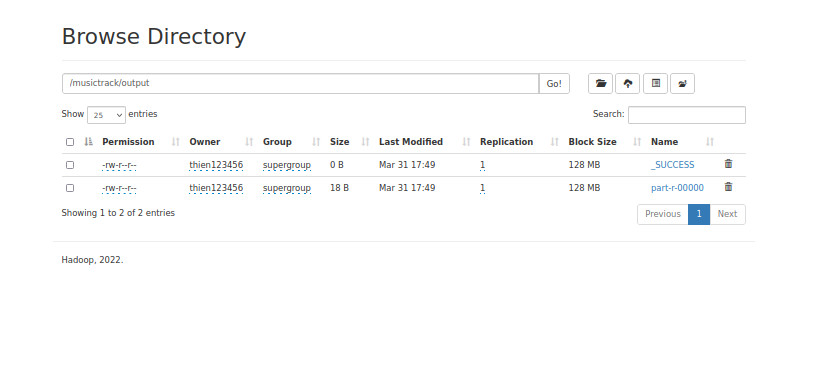 Browse Directory
/musictrack/output Go!
Show 25 entries Search:
Permission Owner Group Size Last Modified Replication Block Size Name
-rw-r--r-- thien123456 supergroup 0 B Mar 31 17:49 1 128 MB _SUCCESS
-rw-r--r-- thien123456 supergroup 18 B Mar 31 17:49 1 128 MB part-r-00000
Showing 1 to 2 of 2 entries Previous 1 Next
Hadoop, 2022.